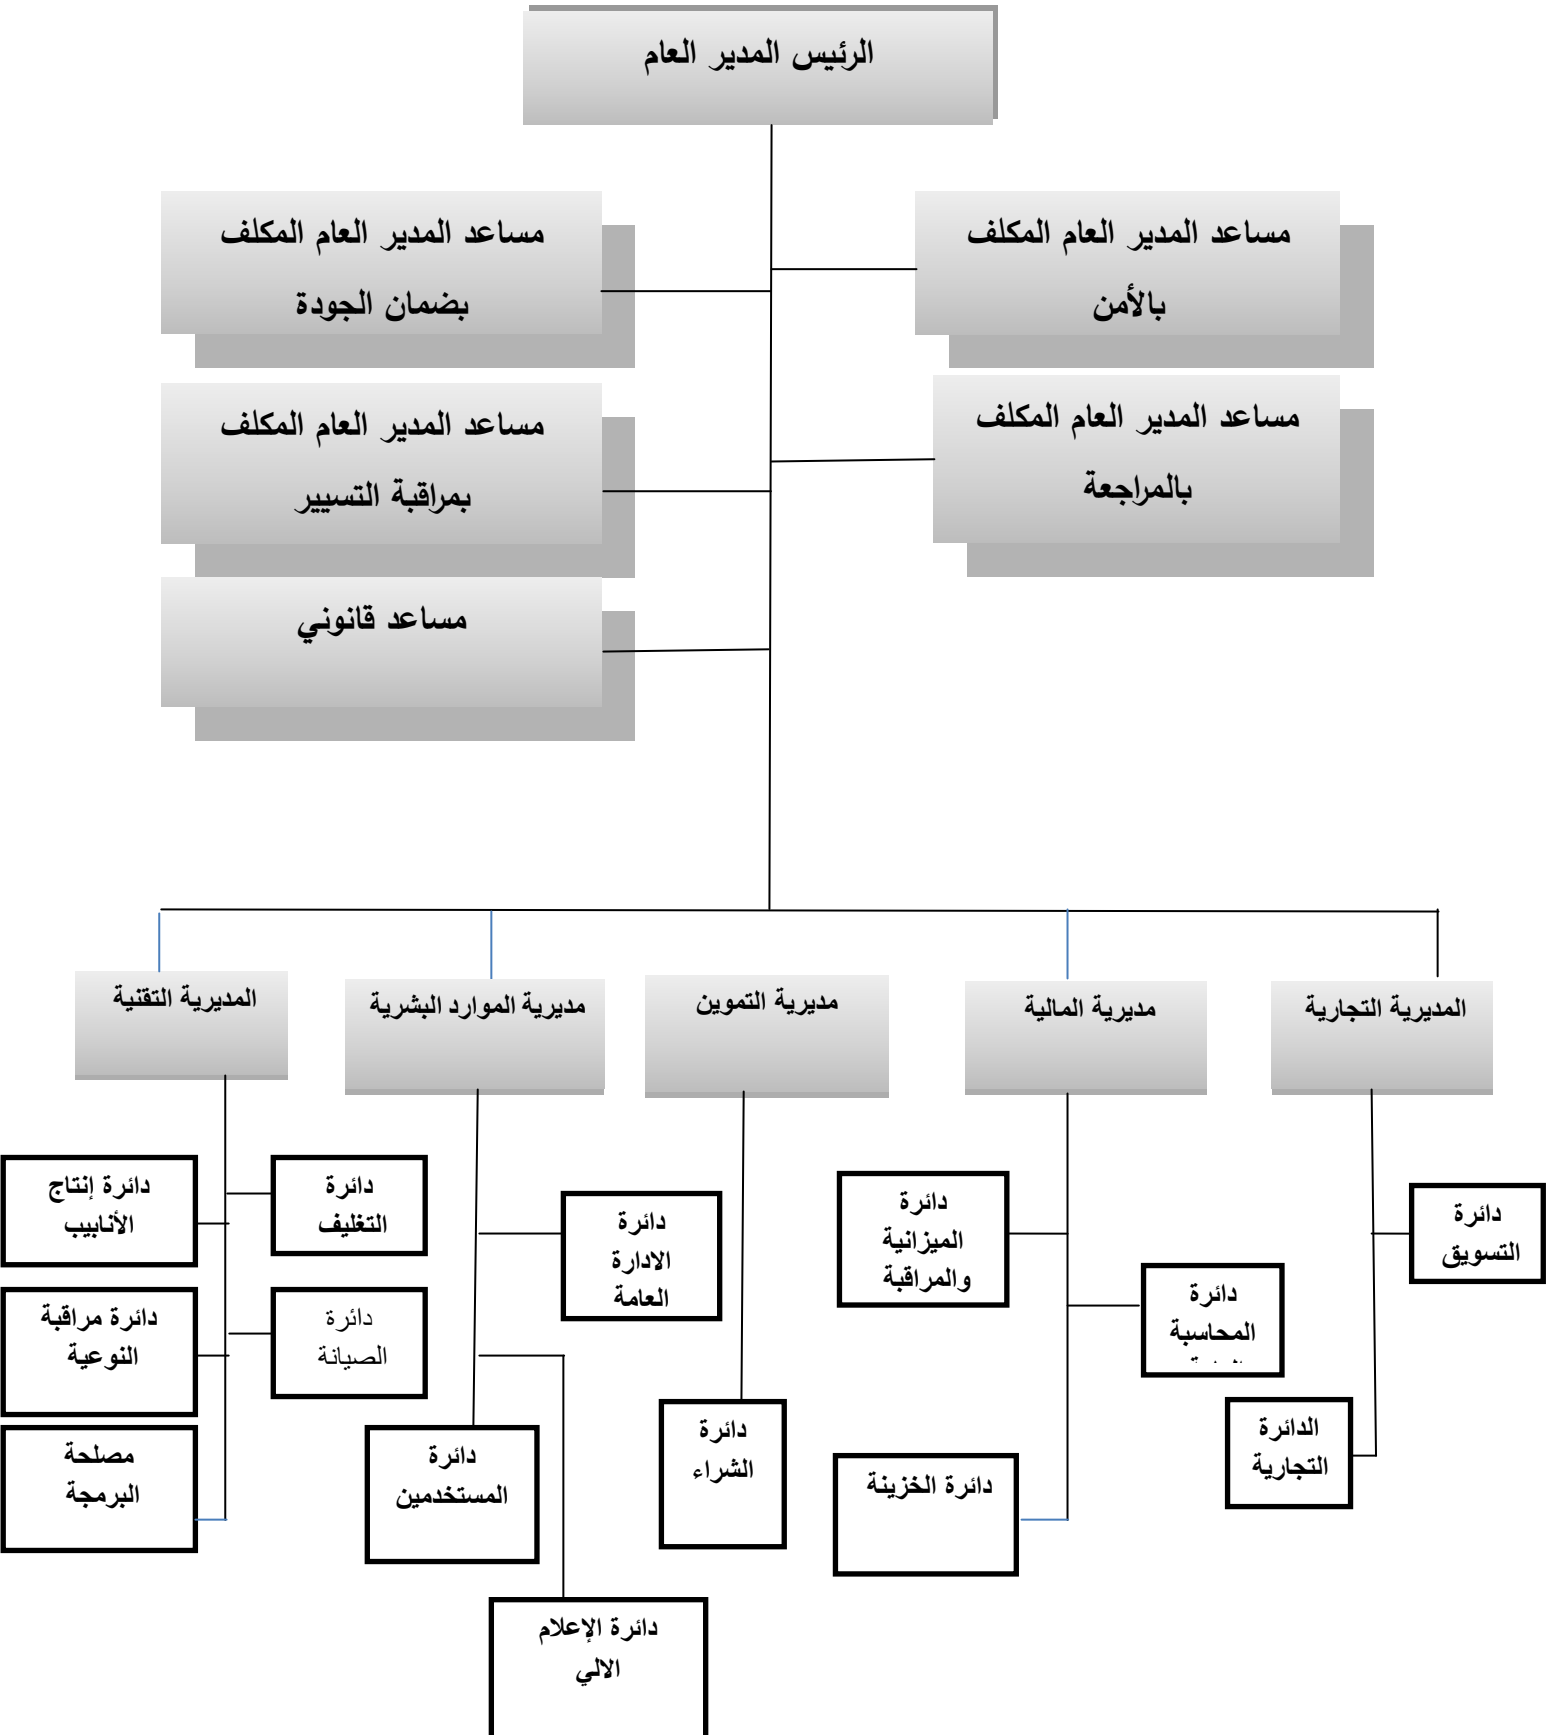 الرئيس المدير العام
مساعد المدير العام المكلف
بالأمن
مساعد المدير العام المكلف
بضمان الجودة
مساعد المدير العام المكلف
بالمراجعة
مساعد المدير العام المكلف
بمراقبة التسيير
مساعد قانوني
المديرية التجارية
مديرية المالية
مديرية التموين
مديرية الموارد البشرية
المديرية التقنية
دائرة
التسويق
الدائرة
التجارية
دائرة
الميزانية
والمراقبة
دائرة
المحاسبة
دائرة الخزينة
دائرة
الشراء
دائرة
الادارة
العامة
دائرة
المستخدمين
دائرة الإعلام
الالي
دائرة
التغليف
دائرة إنتاج
الأنابيب
دائرة
الصيانة
دائرة مراقبة
النوعية
مصلحة
البرمجة